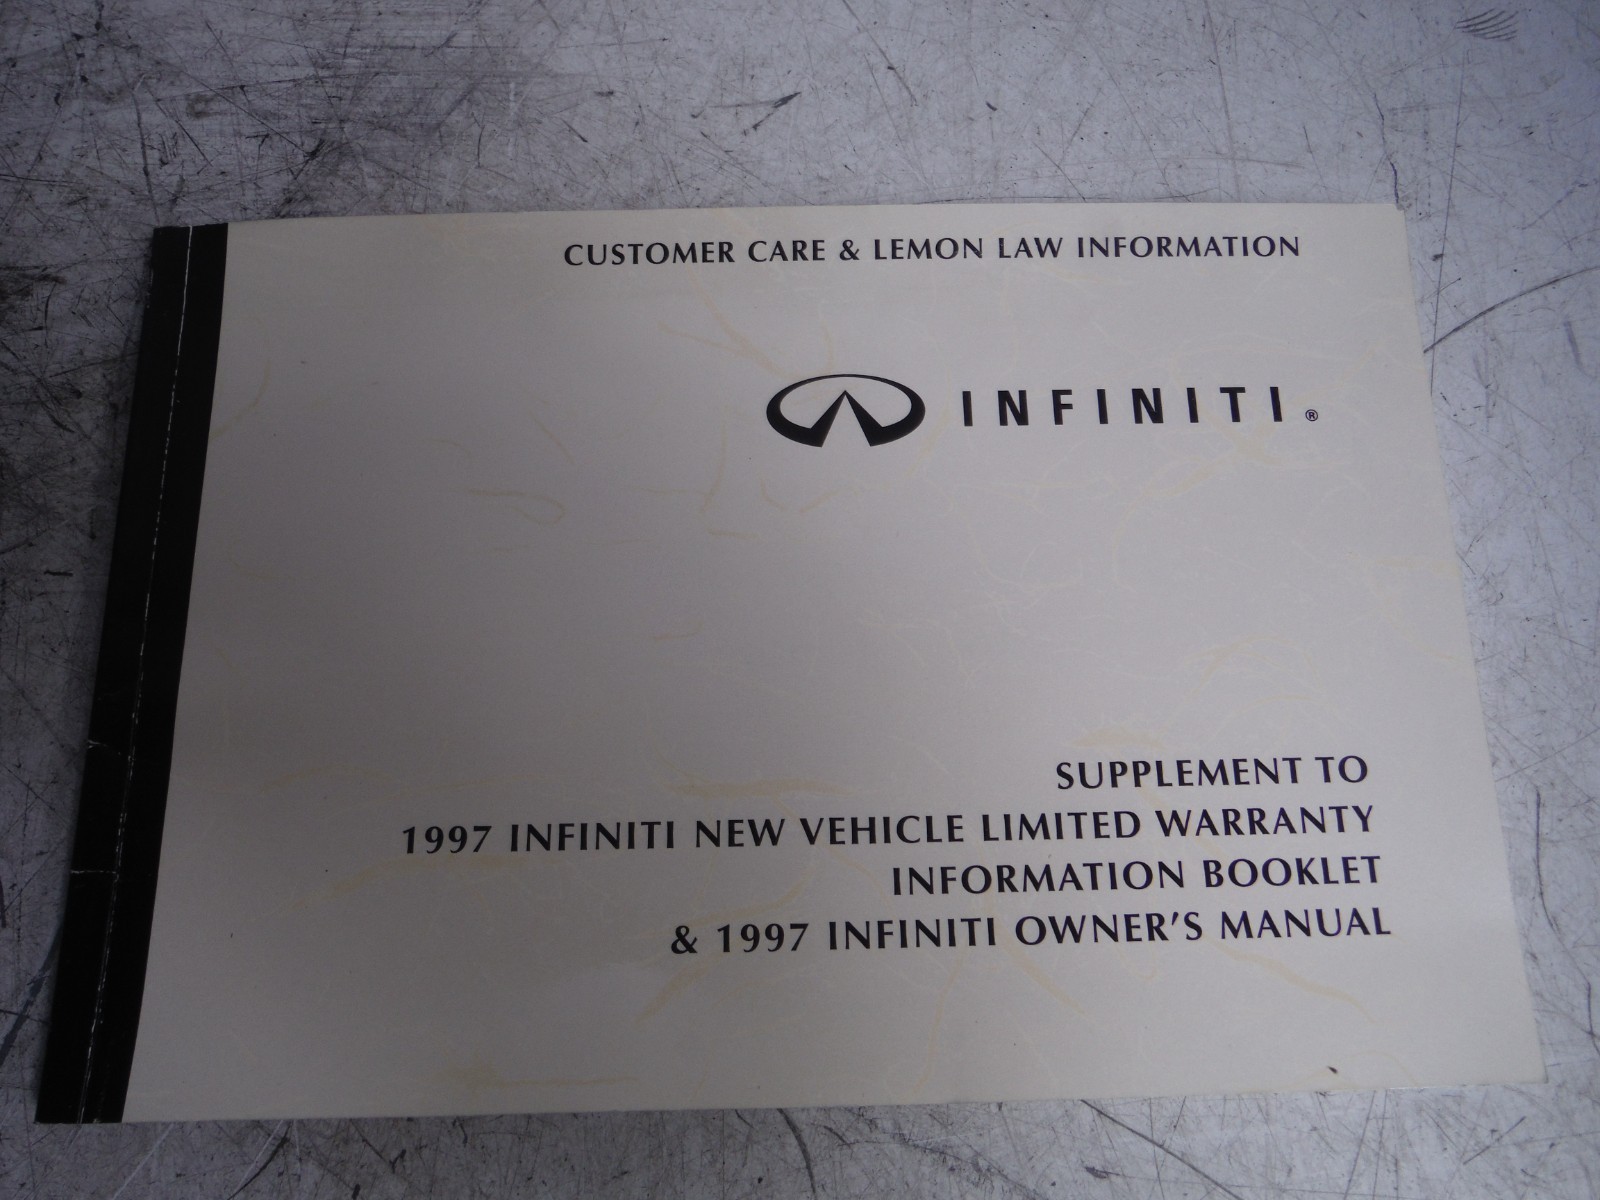 CUSTOMER CARE & LEMON LAW INFORMATION
INFINITI®
SUPPLEMENT TO
1997 INFINITI NEW VEHICLE LIMITED WARRANTY
INFORMATION BOOKLET
& 1997 INFINITI OWNER'S MANUAL